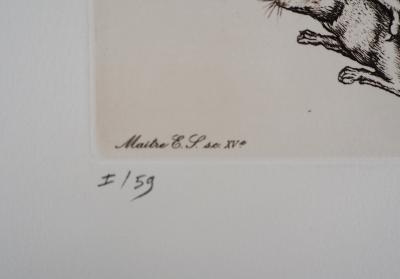 Maitre E. S. sc. XVe
I/59